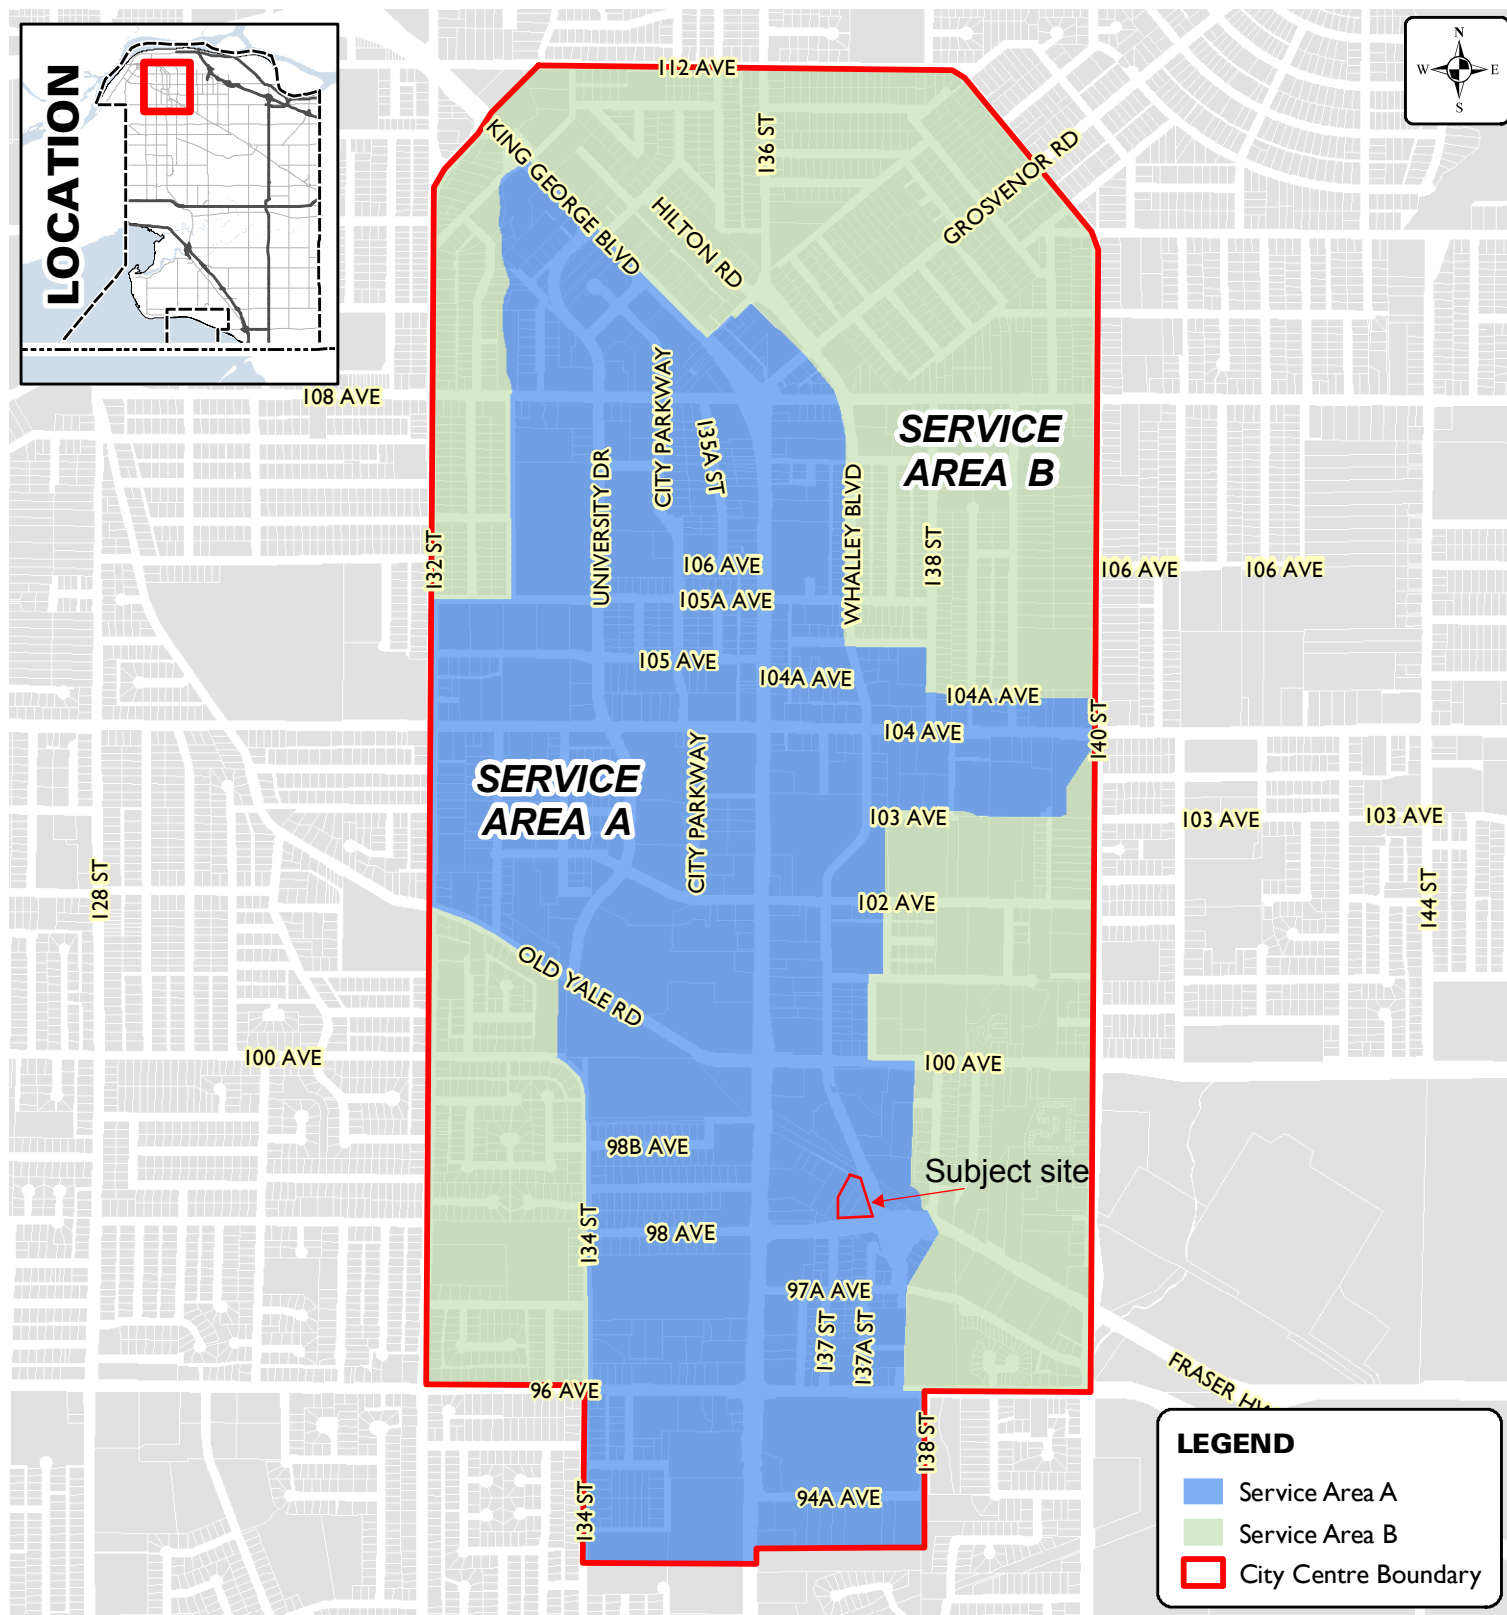 LOCATION
N
W
E
S
112 AVE
136 ST
KING GEORGE BLVD
HILTON RD
GROSVENOR RD
108 AVE
CITY PARKWAY
135A ST
UNIVERSITY DR
WHALLEY BLVD
SERVICE
AREA B
132 ST
138 ST
106 AVE
106 AVE
106 AVE
105A AVE
105 AVE
104A AVE
104A AVE
104 AVE
140 ST
CITY PARKWAY
SERVICE
AREA A
103 AVE
103 AVE
103 AVE
128 ST
102 AVE
144 ST
OLD YALE RD
100 AVE
100 AVE
98B AVE
Subject site
134 ST
98 AVE
97A AVE
137 ST
137A ST
96 AVE
FRASER
138 ST
134 ST
94A AVE
LEGEND
Service Area A
Service Area B
City Centre Boundary